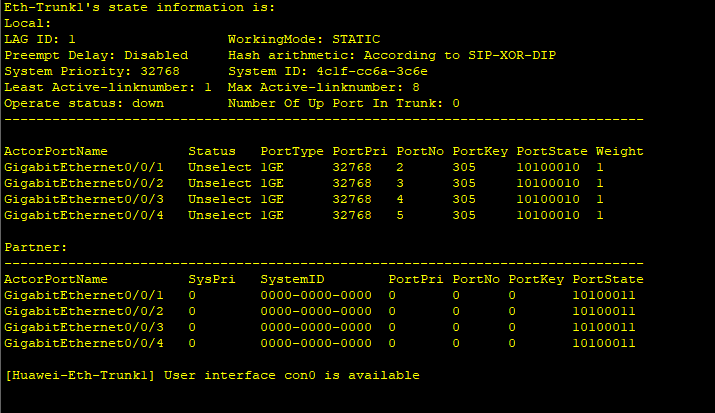 Eth-Trunk1's state information is:
Local:
LAG ID: 1 WorkingMode: STATIC
Preempt Delay: Disabled Hash arithmetic: According to SIP-XOR-DIP
System Priority: 32768 System ID: 4c1f-cc6a-3c6e
Least Active-linknumber: 1 Max Active-linknumber: 8
Operate status: down Number Of Up Port In Trunk: 0
--------------------------------------------------------------------------------
ActorPortName Status PortType PortPri PortNo PortKey PortState Weight
GigabitEthernet0/0/1 Unselect 1GE 32768 2 305 10100010 1
GigabitEthernet0/0/2 Unselect 1GE 32768 3 305 10100010 1
GigabitEthernet0/0/3 Unselect 1GE 32768 4 305 10100010 1
GigabitEthernet0/0/4 Unselect 1GE 32768 5 305 10100010 1
Partner:
--------------------------------------------------------------------------------
ActorPortName SysPri SystemID PortPri PortNo PortKey PortState
GigabitEthernet0/0/1 0 0000-0000-0000 0 0 0 10100011
GigabitEthernet0/0/2 0 0000-0000-0000 0 0 0 10100011
GigabitEthernet0/0/3 0 0000-0000-0000 0 0 0 10100011
GigabitEthernet0/0/4 0 0000-0000-0000 0 0 0 10100011
[Huawei-Eth-Trunk1] User interface con0 is available